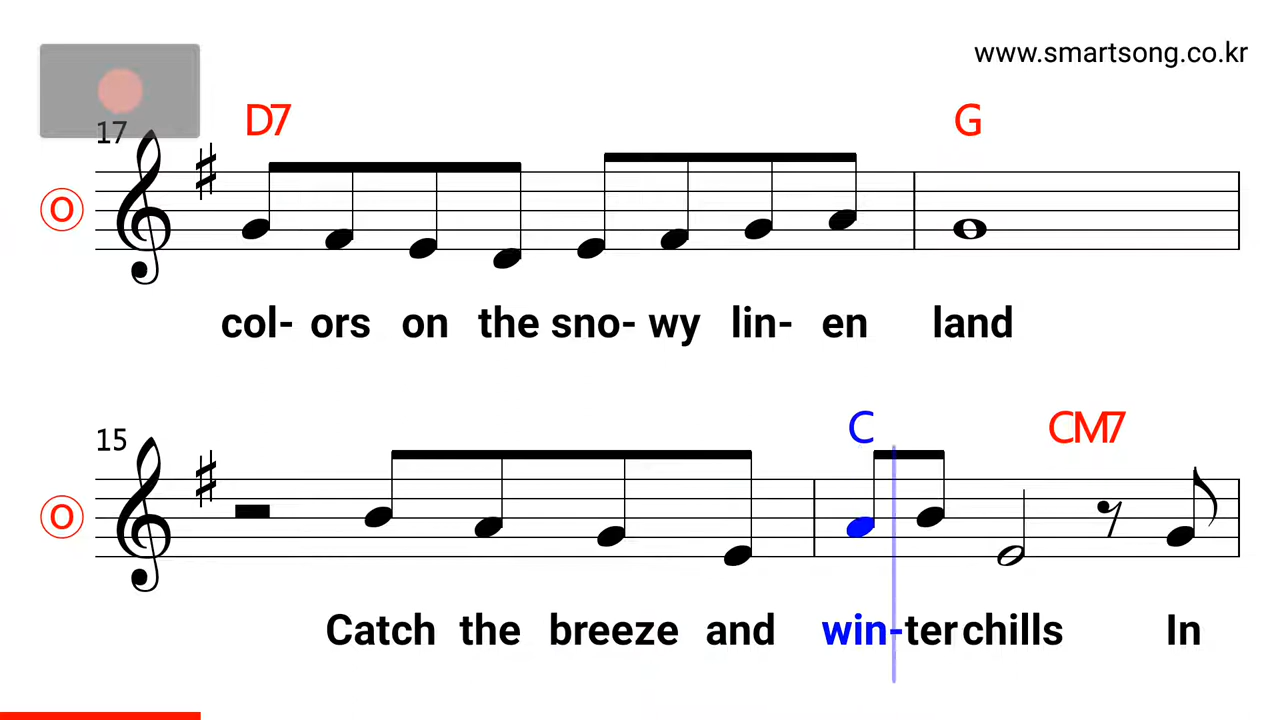 www.smartsong.co.kr
17
D7 G
O
col- ors on the sno- wy lin- en land
15
C CM7
O
Catch the breeze and win-ter chills In